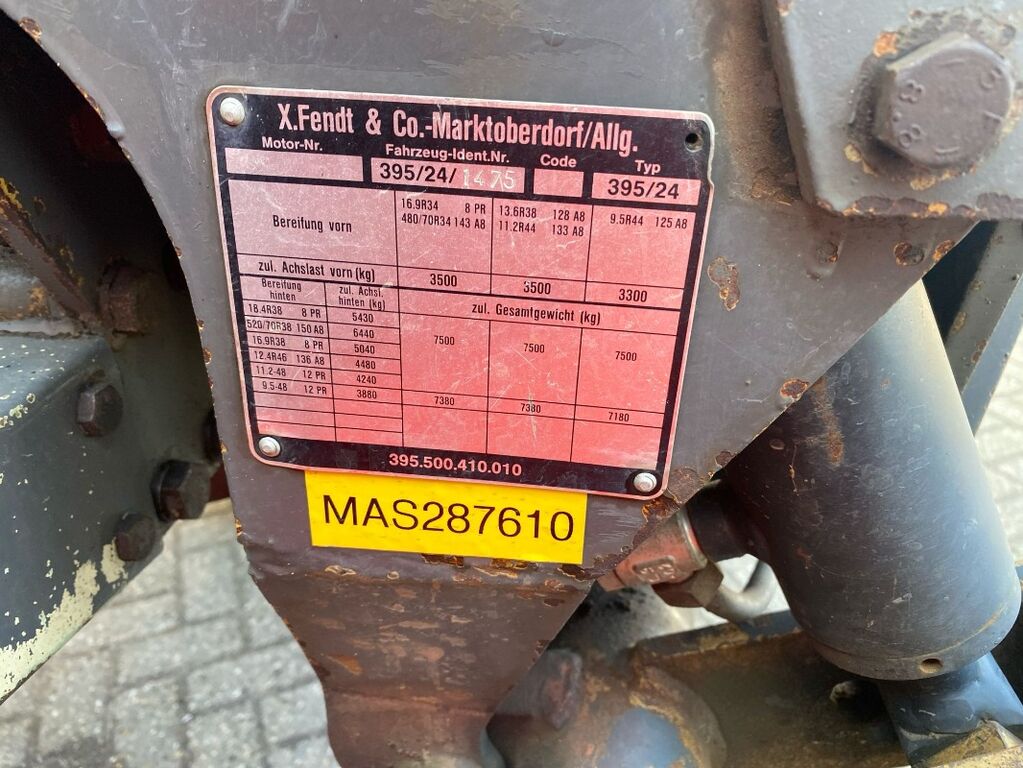 X.Fendt & Co.-Marktoberdorf/Allg.
Motor-Nr. Fahrzeug-Ident.Nr. Code Typ
395/24/1475 395/24
Bereifung vorn 16.9R34 8 PR 13.6R38 128 A8 9.5R44 125 A8
480/70R34 143 A8 11.2R44 133 A8
zul. Achslast vorn (kg) 3500 3500 3300
Bereifung hinten zul. Achsl. hinten (kg) zul. Gesamtgewicht (kg)
18.4R38 8 PR 5430
520/70R38 150 A8 6440 7500 7500 7500
16.9R38 8 PR 5040
12.4R46 136 A8 4480
11.2-48 12 PR 4240
9.5-48 12 PR 3880 7380 7380 7180
395.500.410.010
MAS287610
8.8